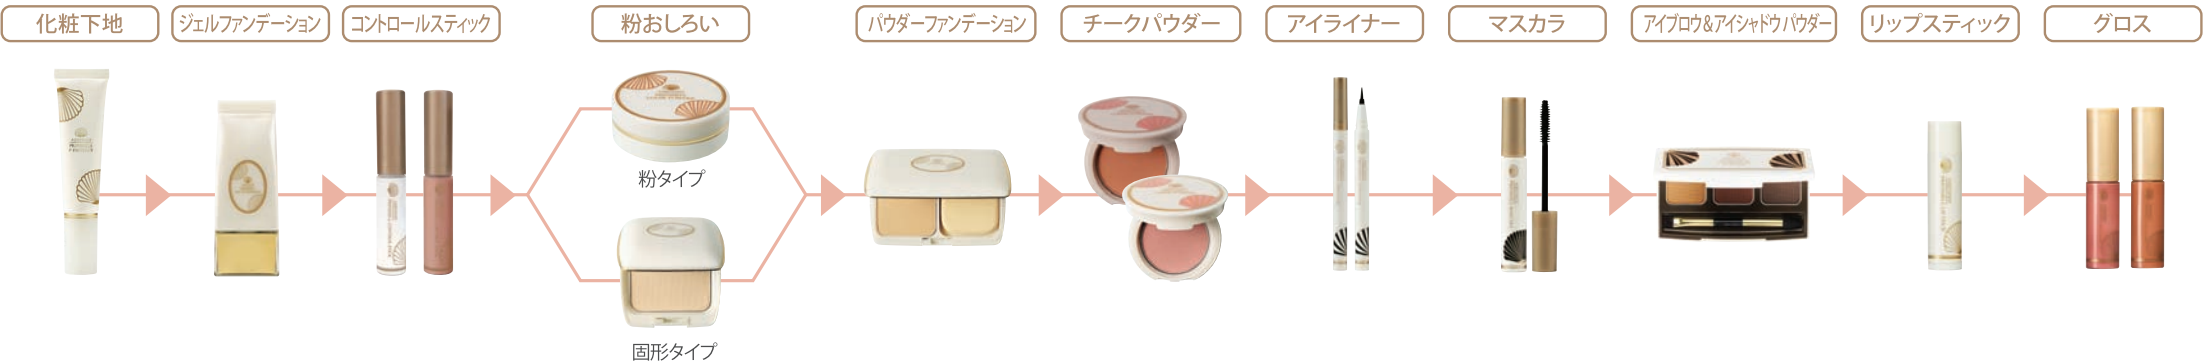 化粧下地
ジェルファンデーション
コントロールスティック
粉おしろい
パウダーファンデーション
チークパウダー
アイライナー
マスカラ
アイブロウ&アイシャドウパウダー
リップスティック
グロス
粉タイプ
固形タイプ